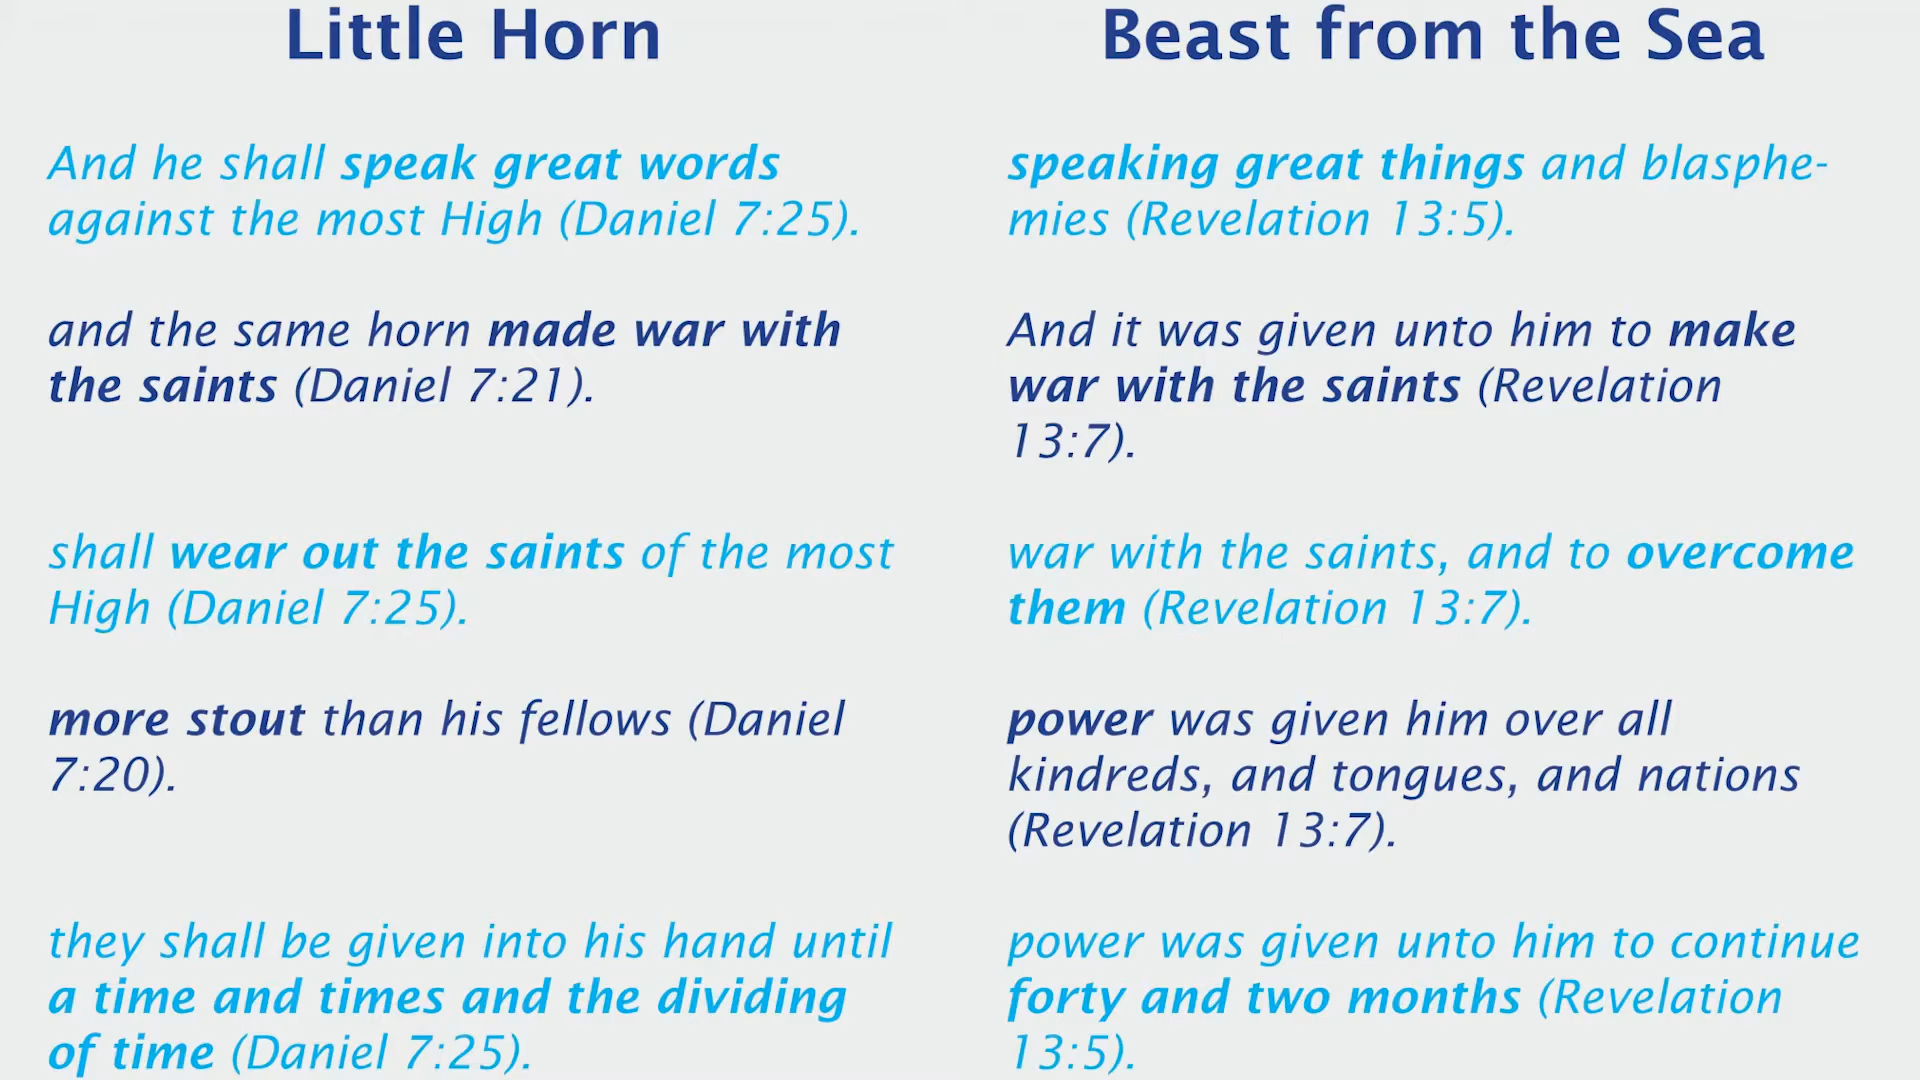 Little Horn
And he shall speak great words
against the most High (Daniel 7:25).
and the same horn made war with
the saints (Daniel 7:21).
shall wear out the saints of the most
High (Daniel 7:25).
more stout than his fellows (Daniel
7:20).
they shall be given into his hand until
a time and times and the dividing
of time (Daniel 7:25).
Beast from the Sea
speaking great things and blasphe-
mies (Revelation 13:5).
And it was given unto him to make
war with the saints (Revelation
13:7).
war with the saints, and to overcome
them (Revelation 13:7).
power was given him over all
kindreds, and tongues, and nations
(Revelation 13:7).
power was given unto him to continue
forty and two months (Revelation
13:5).